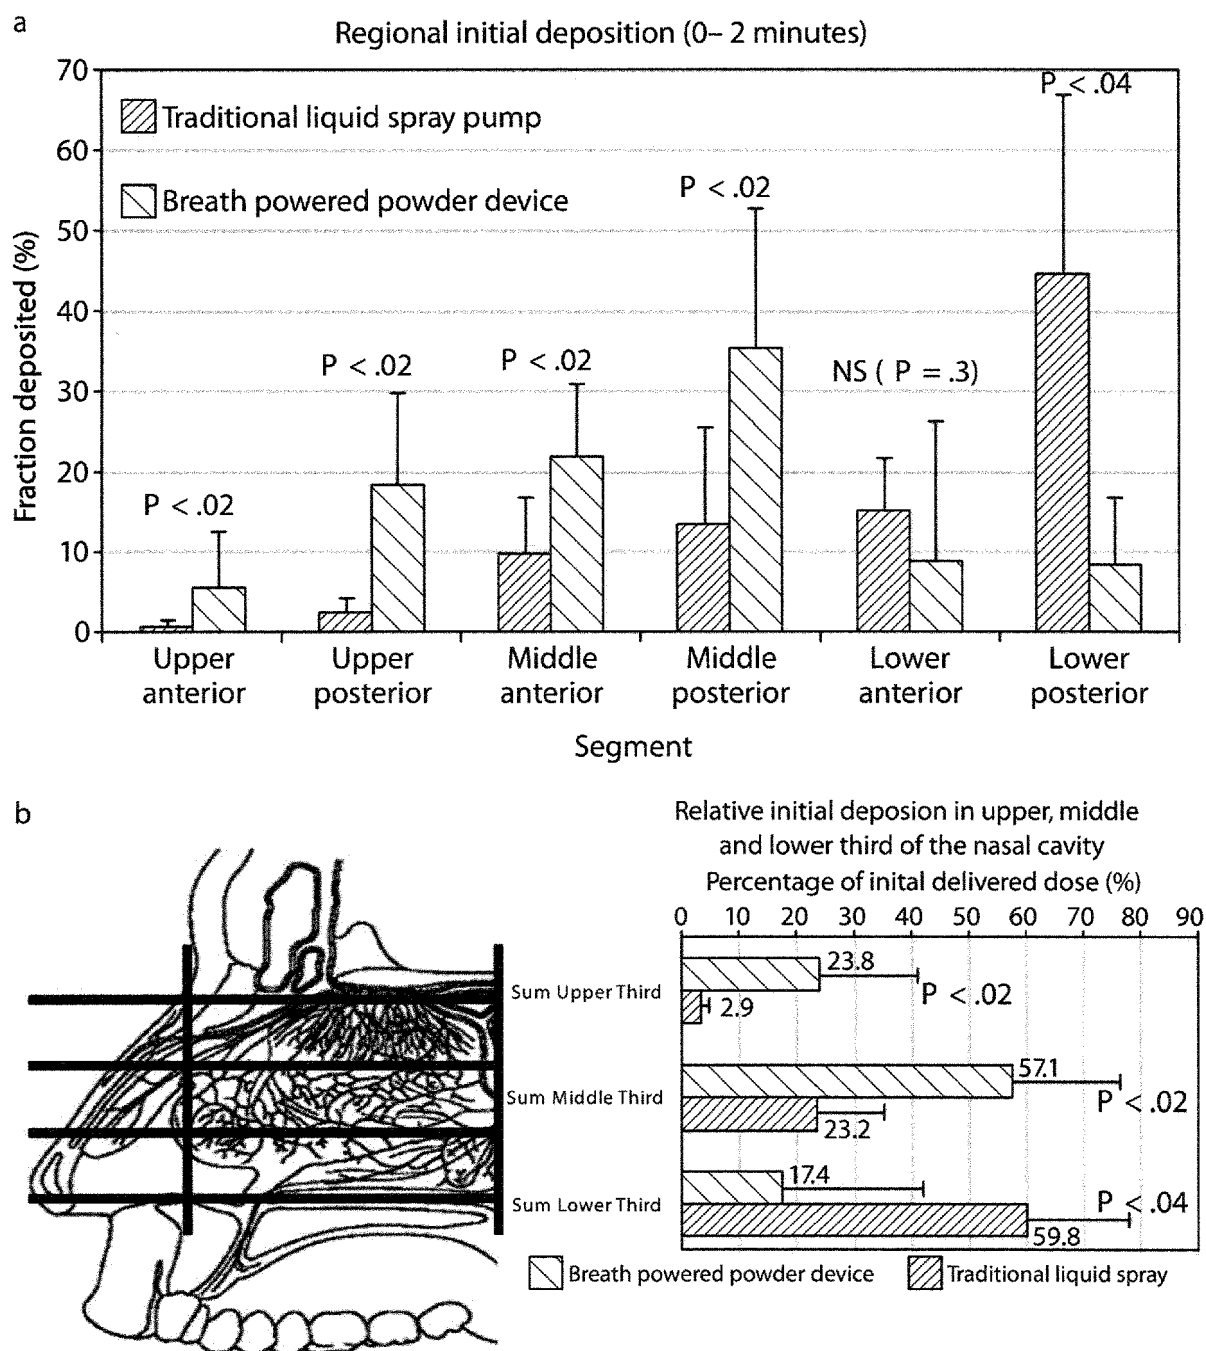 a
Regional initial deposition (0– 2 minutes)
70
60
50
40
30
20
10
0
Fraction deposited (%)
Traditional liquid spray pump
Breath powered powder device
P < .02
P < .02
P < .02
P < .02
NS ( P = .3)
P < .04
Upper anterior
Upper posterior
Middle anterior
Middle posterior
Lower anterior
Lower posterior
Segment
b
Relative initial deposion in upper, middle
and lower third of the nasal cavity
Percentage of inital delivered dose (%)
0 10 20 30 40 50 60 70 80 90
Sum Upper Third
23.8
2.9
P < .02
Sum Middle Third
57.1
23.2
P < .02
Sum Lower Third
17.4
59.8
P < .04
Breath powered powder device
Traditional liquid spray